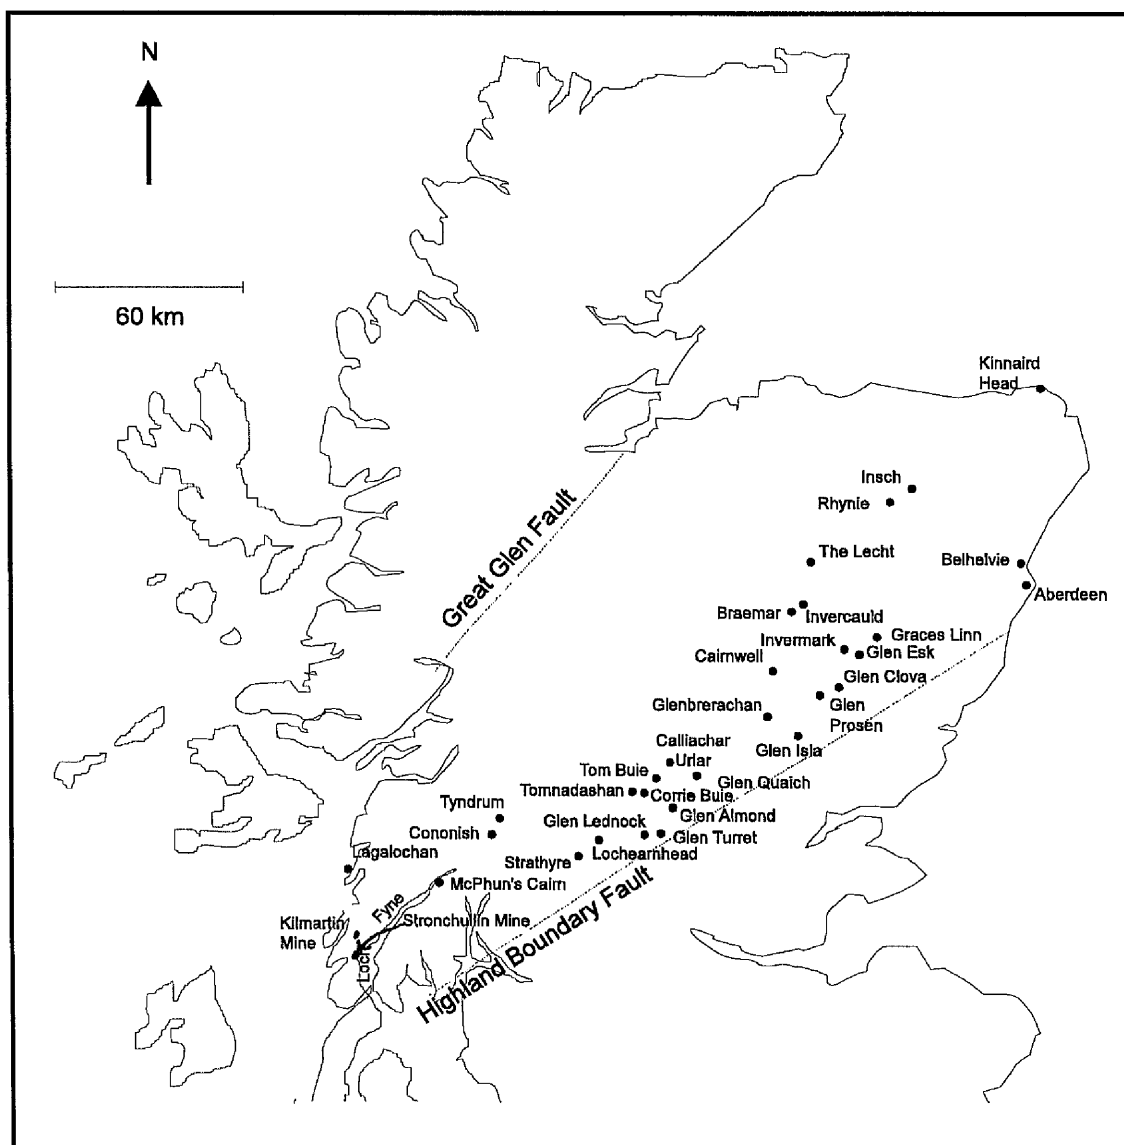 N
60 km
Kinnaird
Head
Insch
Rhynie
The Lecht
Belhelvie
Aberdeen
Great Glen Fault
Braemar
Invercauld
Invermark
Graces Linn
Glen Esk
Cairnwell
Glen Clova
Glen
Prosen
Glenbrerachan
Glen Isla
Calliachar
Urlar
Tom Buie
Glen Quaich
Tomnadashan
Corrie Buie
Tyndrum
Glen Almond
Cononish
Glen Lednock
Glen Turret
Lagalochan
Strathyre
Lochearnhead
McPhun's Cairn
Highland Boundary Fault
Kilmartin
Mine
Stronchullin Mine
Loch
Fyne